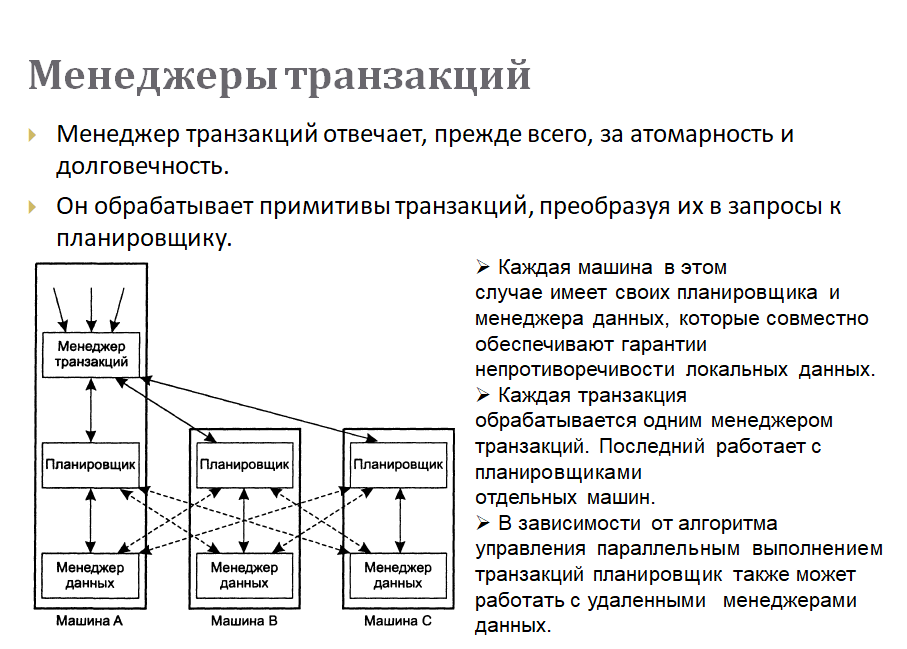 Менеджеры транзакций
Менеджер транзакций отвечает, прежде всего, за атомарность и
долговечность.
Он обрабатывает примитивы транзакций, преобразуя их в запросы к
планировщику.
Менеджер
транзакций
Планировщик
Планировщик
Планировщик
Менеджер
данных
Менеджер
данных
Менеджер
данных
Машина A
Машина B
Машина C
➢ Каждая машина в этом
случае имеет своих планировщика и
менеджера данных, которые совместно
обеспечивают гарантии
непротиворечивости локальных данных.
➢ Каждая транзакция
обрабатывается одним менеджером
транзакций. Последний работает с
планировщиками
отдельных машин.
➢ В зависимости от алгоритма
управления параллельным выполнением
транзакций планировщик также может
работать с удаленными менеджерами
данных.